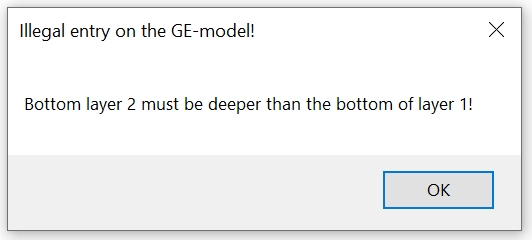 Illegal entry on the GE-model!
Bottom layer 2 must be deeper than the bottom of layer 1!
OK